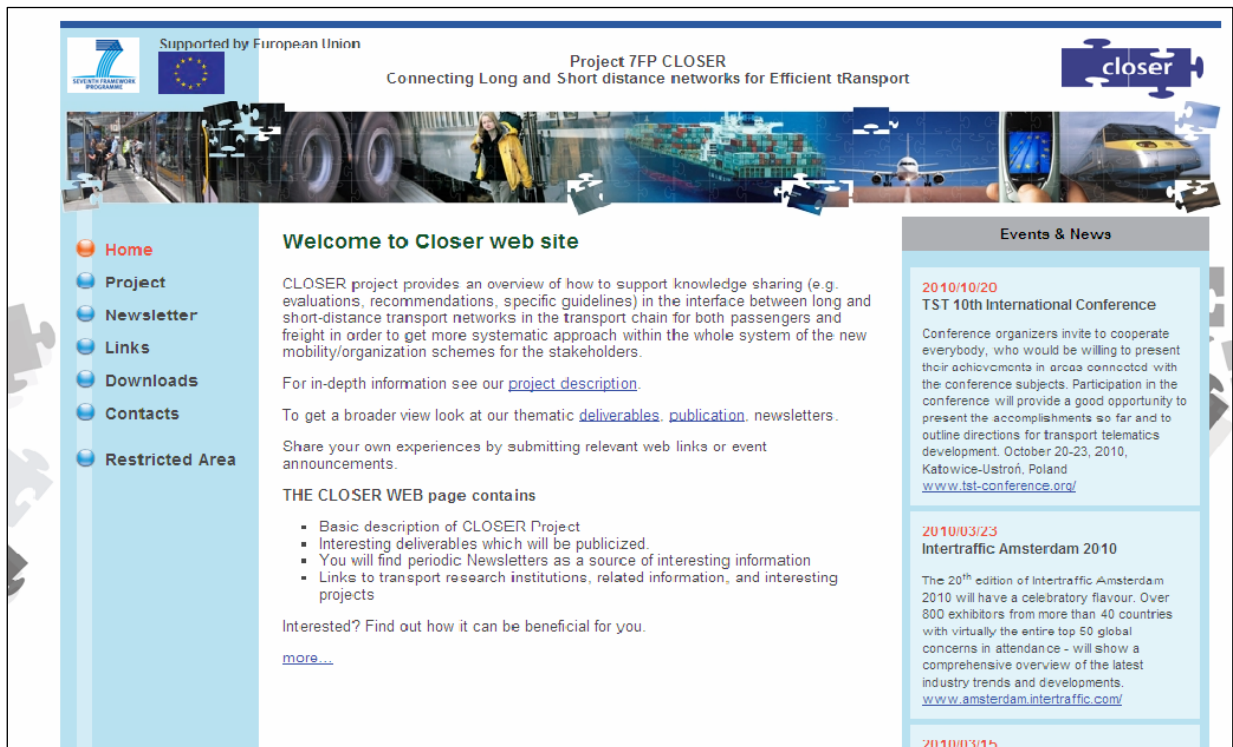 Supported by European Union
SEVENTH FRAMEWORK
PROGRAMME
Project 7FP CLOSER
Connecting Long and Short distance networks for Efficient tRansport
closer
Home
Project
Newsletter
Links
Downloads
Contacts
Restricted Area
Welcome to Closer web site
CLOSER project provides an overview of how to support knowledge sharing (e.g.
evaluations, recommendations, specific guidelines) in the interface between long and
short-distance transport networks in the transport chain for both passengers and
freight in order to get more systematic approach within the whole system of the new
mobility/organization schemes for the stakeholders.
For in-depth information see our project description.
To get a broader view look at our thematic deliverables, publication, newsletters.
Share your own experiences by submitting relevant web links or event
announcements.
THE CLOSER WEB page contains
Basic description of CLOSER Project
Interesting deliverables which will be publicized.
You will find periodic Newsletters as a source of interesting information
Links to transport research institutions, related information, and interesting
projects
Interested? Find out how it can be beneficial for you.
more...
Events & News
2010/10/20
TST 10th International Conference
Conference organizers invite to cooperate
everybody, who would be willing to present
their achievements in areas connected with
the conference subjects. Participation in the
conference will provide a good opportunity to
present the accomplishments so far and to
outline directions for transport telematics
development. October 20-23, 2010,
Katowice-Ustroń, Poland
www.tst-conference.org/
2010/03/23
Intertraffic Amsterdam 2010
The 20th edition of Intertraffic Amsterdam
2010 will have a celebratory flavour. Over
800 exhibitors from more than 40 countries
with virtually the entire top 50 global
concerns in attendance - will show a
comprehensive overview of the latest
industry trends and developments.
www.amsterdam.intertraffic.com/
2010/03/15